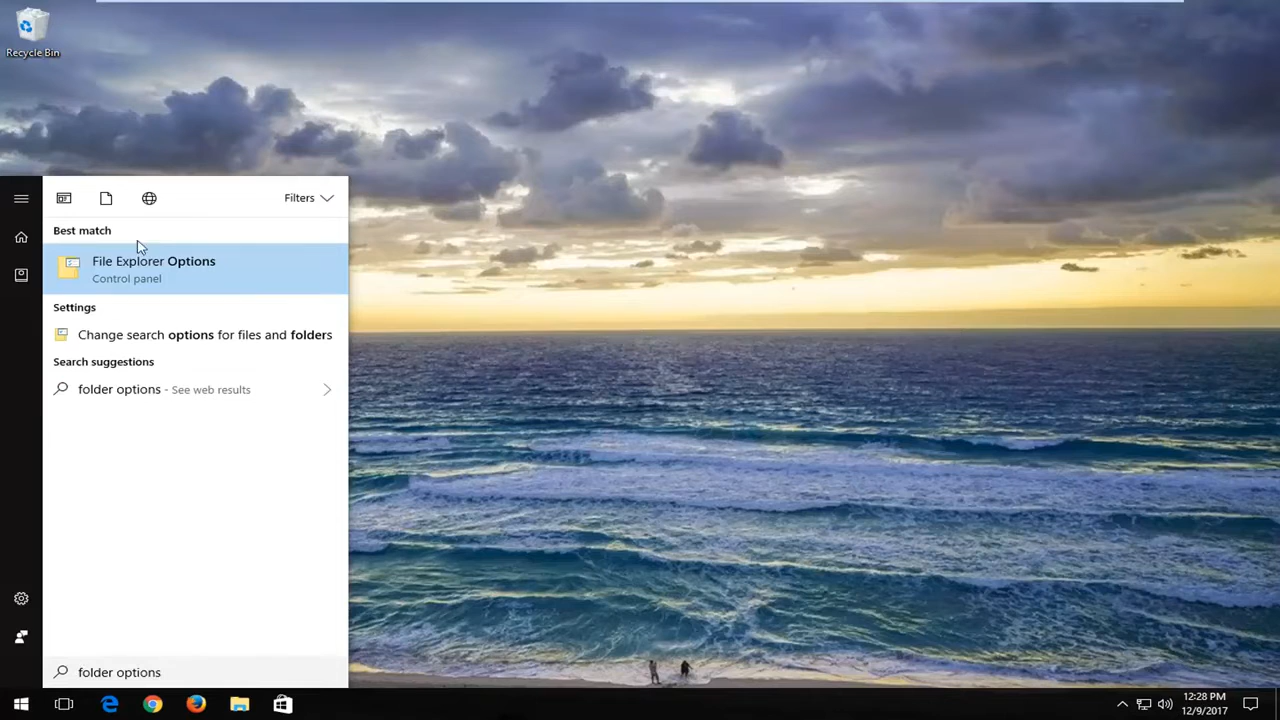 Recycle Bin
Filters
Best match
File Explorer Options
Control panel
Settings
Change search options for files and folders
Search suggestions
folder options - See web results
folder options
12:28 PM
12/9/2017